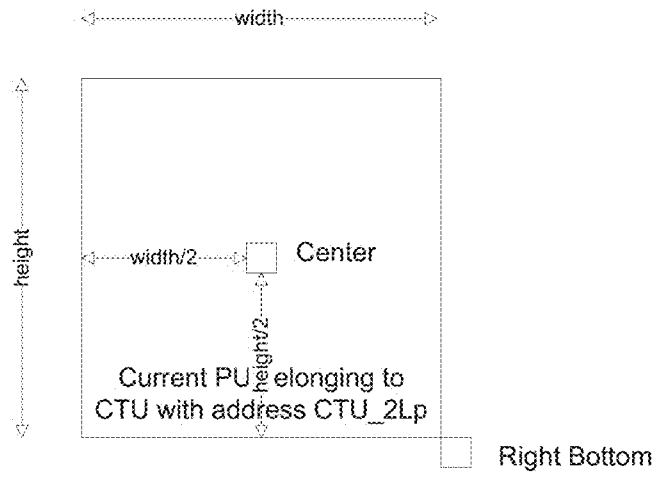 width
height
width/2
Center
height/2
Current PU elonging to
CTU with address CTU_2Lp
Right Bottom